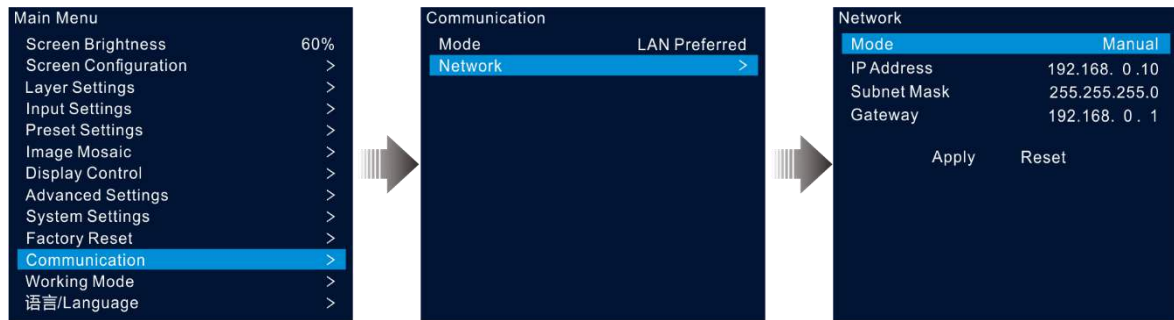 Main Menu
Screen Brightness 60%
Screen Configuration >
Layer Settings >
Input Settings >
Preset Settings >
Image Mosaic >
Display Control >
Advanced Settings >
System Settings >
Factory Reset >
Communication >
Working Mode >
语言/Language >
Communication
Mode LAN Preferred
Network >
Network
Mode Manual
IP Address 192.168. 0 .10
Subnet Mask 255.255.255.0
Gateway 192.168. 0 . 1
Apply Reset